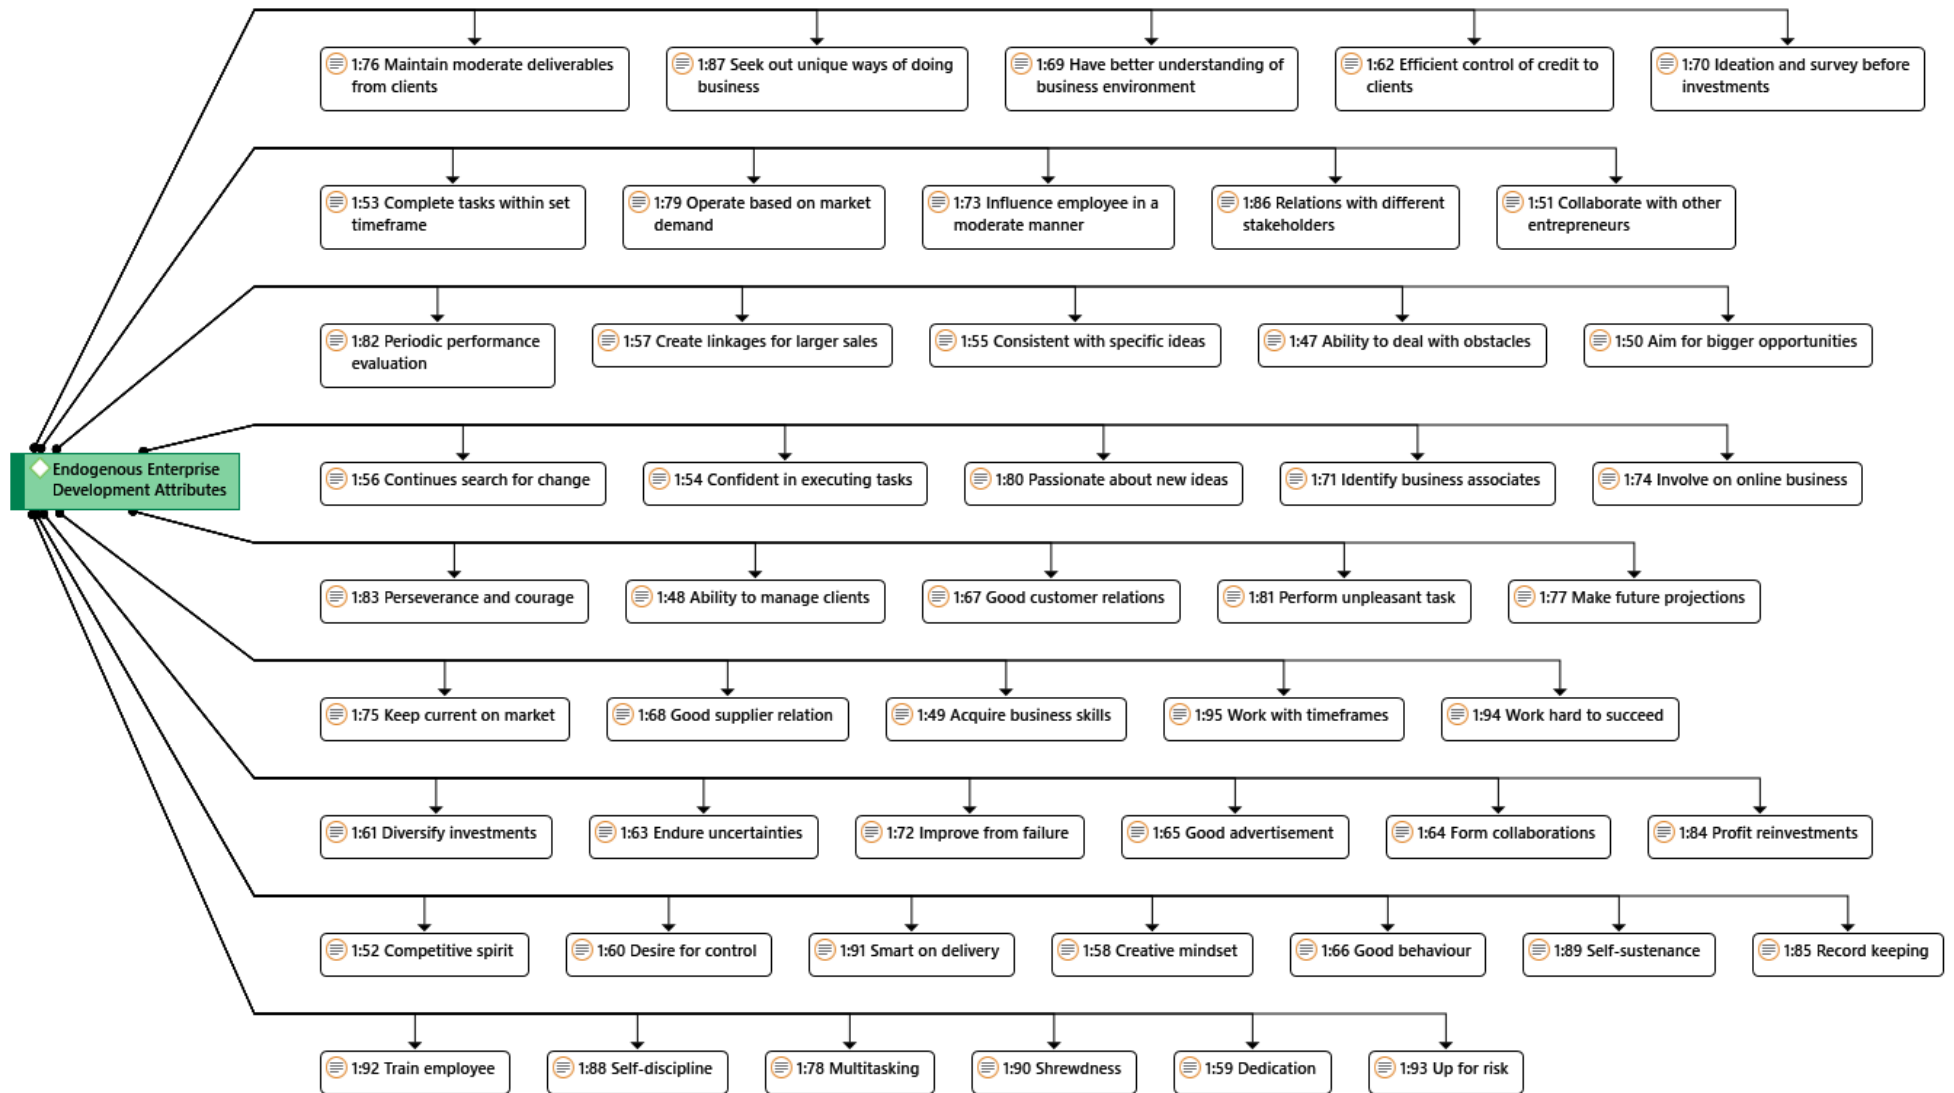 1:76 Maintain moderate deliverables
from clients
1:87 Seek out unique ways of doing
business
1:69 Have better understanding of
business environment
1:62 Efficient control of credit to
clients
1:70 Ideation and survey before
investments
1:53 Complete tasks within set
timeframe
1:79 Operate based on market
demand
1:73 Influence employee in a
moderate manner
1:86 Relations with different
stakeholders
1:51 Collaborate with other
entrepreneurs
1:82 Periodic performance
evaluation
1:57 Create linkages for larger sales
1:55 Consistent with specific ideas
1:47 Ability to deal with obstacles
1:50 Aim for bigger opportunities
Endogenous Enterprise
Development Attributes
1:56 Continues search for change
1:54 Confident in executing tasks
1:80 Passionate about new ideas
1:71 Identify business associates
1:74 Involve on online business
1:83 Perseverance and courage
1:48 Ability to manage clients
1:67 Good customer relations
1:81 Perform unpleasant task
1:77 Make future projections
1:75 Keep current on market
1:68 Good supplier relation
1:49 Acquire business skills
1:95 Work with timeframes
1:94 Work hard to succeed
1:61 Diversify investments
1:63 Endure uncertainties
1:72 Improve from failure
1:65 Good advertisement
1:64 Form collaborations
1:84 Profit reinvestments
1:52 Competitive spirit
1:60 Desire for control
1:91 Smart on delivery
1:58 Creative mindset
1:66 Good behaviour
1:89 Self-sustenance
1:85 Record keeping
1:92 Train employee
1:88 Self-discipline
1:78 Multitasking
1:90 Shrewdness
1:59 Dedication
1:93 Up for risk